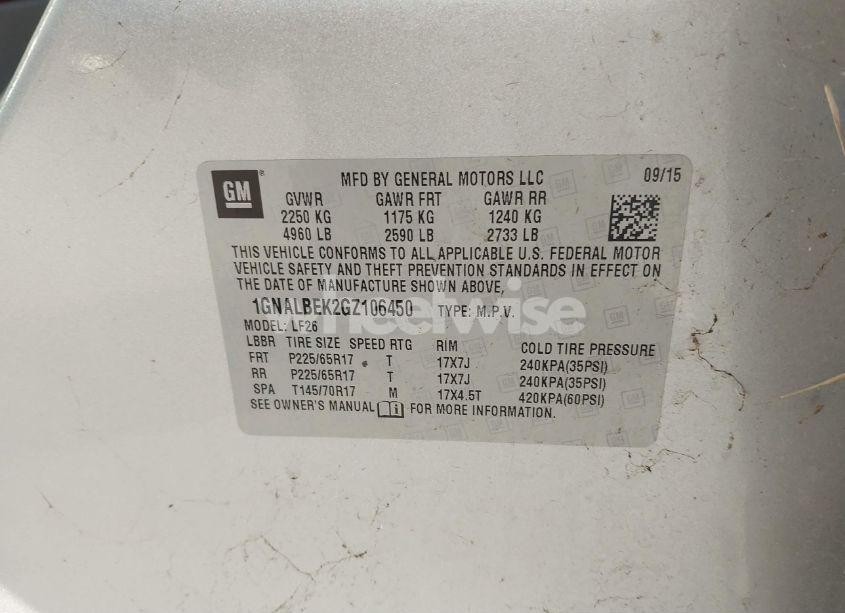 GM
MFD BY GENERAL MOTORS LLC 09/15
GVWR GAWR FRT GAWR RR
2250 KG 1175 KG 1240 KG
4960 LB 2590 LB 2733 LB
THIS VEHICLE CONFORMS TO ALL APPLICABLE U.S. FEDERAL MOTOR
VEHICLE SAFETY AND THEFT PREVENTION STANDARDS IN EFFECT ON
THE DATE OF MANUFACTURE SHOWN ABOVE,
1GNALBEK2GZ106450 TYPE: M.P.V.
MODEL: LF26
LBBR TIRE SIZE SPEED RTG RIM COLD TIRE PRESSURE
FRT P225/65R17 T 17X7J 240KPA(35PSI)
RR P225/65R17 T 17X7J 240KPA(35PSI)
SPA T145/70R17 M 17X4.5T 420KPA(60PSI)
SEE OWNER'S MANUAL FOR MORE INFORMATION.
wheelwise